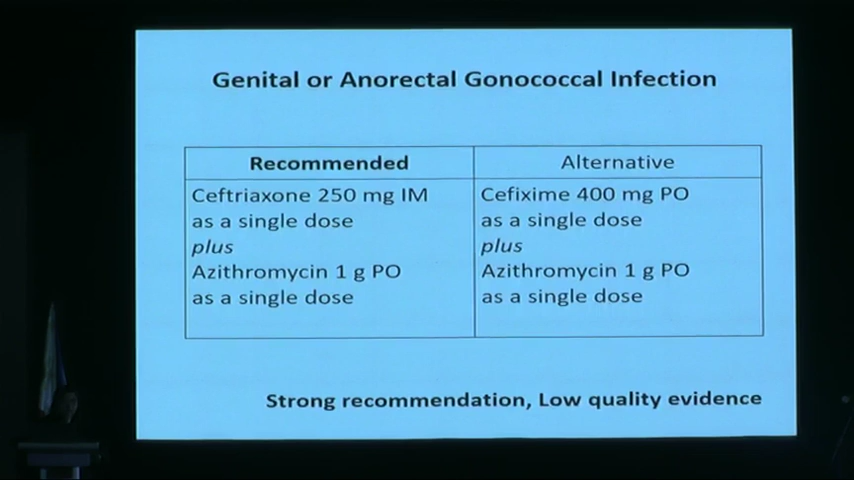 Genital or Anorectal Gonococcal Infection
Recommended
Ceftriaxone 250 mg IM
as a single dose
plus
Azithromycin 1 g PO
as a single dose
Alternative
Cefixime 400 mg PO
as a single dose
plus
Azithromycin 1 g PO
as a single dose
Strong recommendation, Low quality evidence